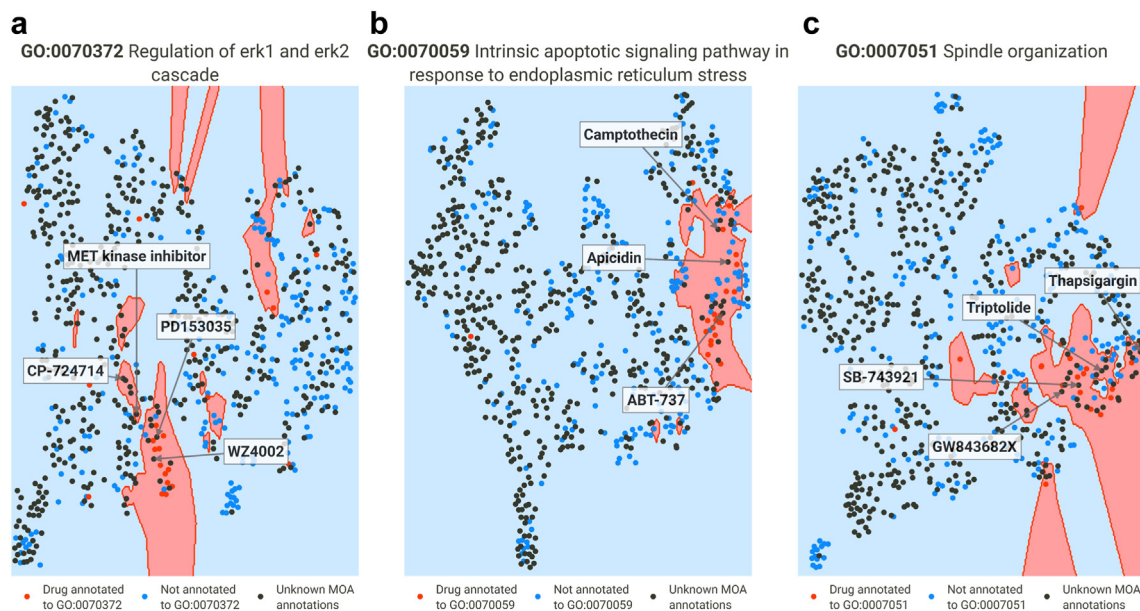 a
GO:0070372 Regulation of erk1 and erk2
cascade
MET kinase inhibitor
PD153035
CP-724714
WZ4002
Drug annotated
to GO:0070372
Not annotated
to GO:0070372
Unknown MOA
annotations
b
GO:0070059 Intrinsic apoptotic signaling pathway in
response to endoplasmic reticulum stress
Camptothecin
Apicidin
ABT-737
Drug annotated
to GO:0070059
Not annotated
to GO:0070059
Unknown MOA
annotations
c
GO:0007051 Spindle organization
Thapsigargin
Triptolide
SB-743921
GW843682X
Drug annotated
to GO:0007051
Not annotated
to GO:0007051
Unknown MOA
annotations